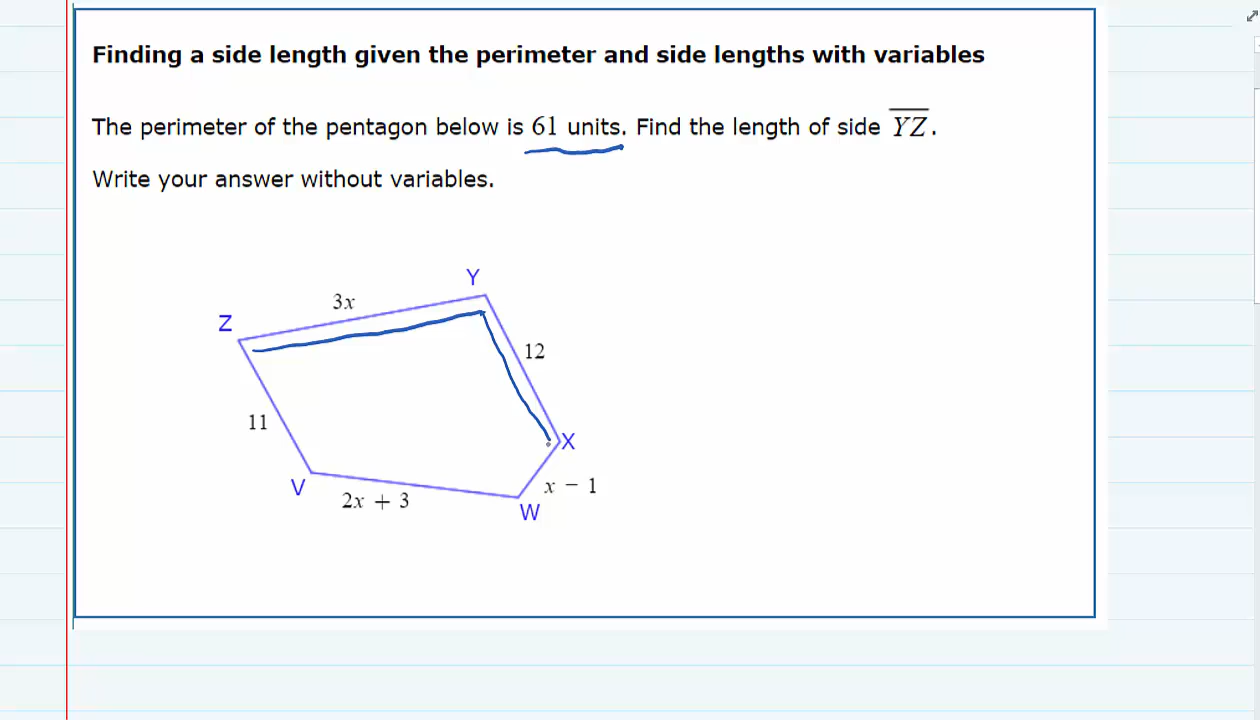 Finding a side length given the perimeter and side lengths with variables
The perimeter of the pentagon below is 61 units. Find the length of side YZ.
Write your answer without variables.
Y
3x
Z
12
11
X
V
2x + 3
x − 1
W